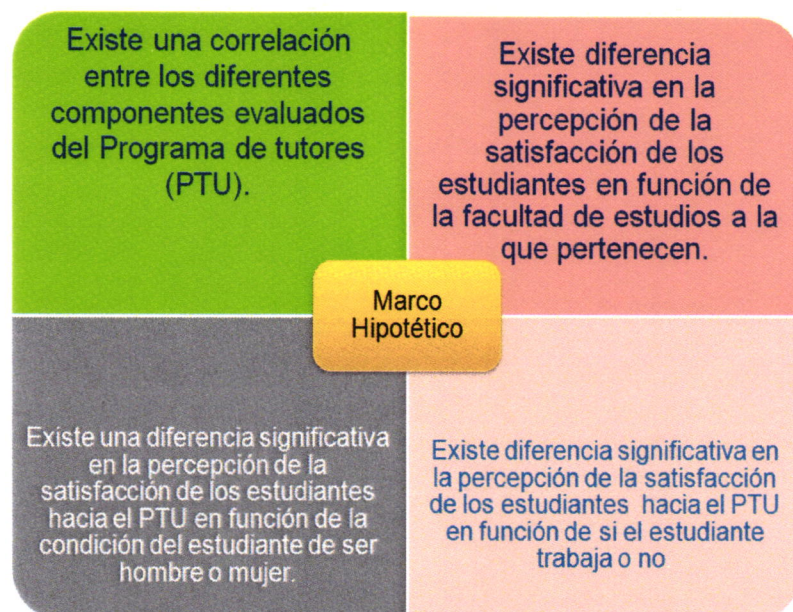 Existe una correlación
entre los diferentes
componentes evaluados
del Programa de tutores
(PTU).
Existe diferencia
significativa en la
percepción de la
satisfacción de los
estudiantes en función de
la facultad de estudios a la
que pertenecen.
Marco
Hipotético
Existe una diferencia significativa
en la percepción de la
satisfacción de los estudiantes
hacia el PTU en función de la
condición del estudiante de ser
hombre o mujer.
Existe diferencia significativa en
la percepción de la satisfacción
de los estudiantes hacia el PTU
en función de si el estudiante
trabaja o no